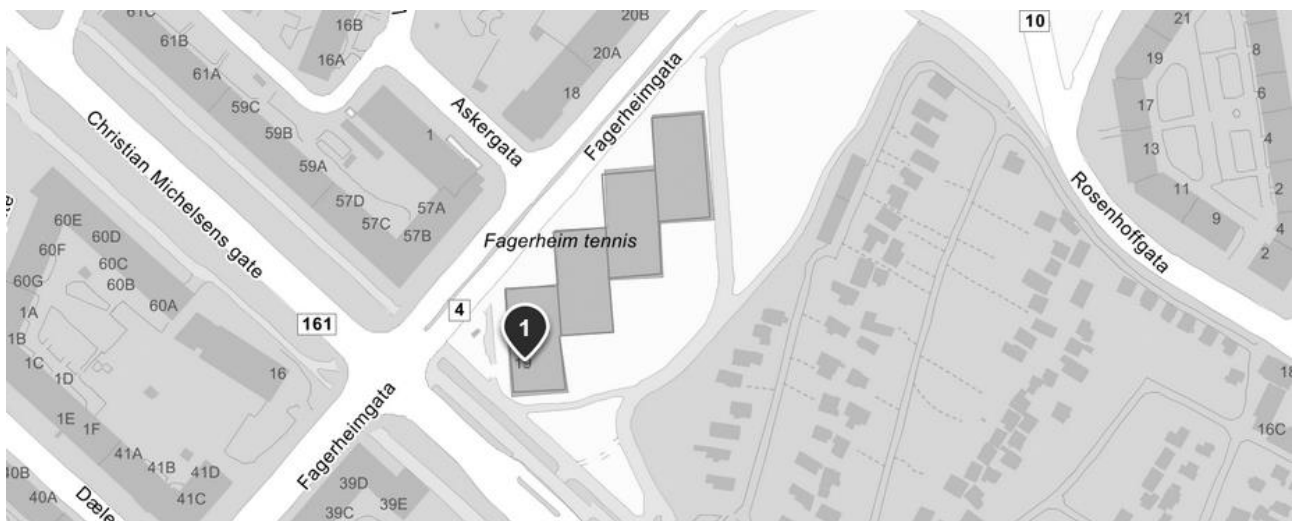 61C
61B
61A
59C
59B
59A
57D
57C
57A
57B
16B
16A
1
20B
20A
18
Askergata
Fagerheimgata
Christian Michelsens gate
Fagerheim tennis
4
1
19
161
60E
60D
60F
60C
60B
60G
60A
1A
1B
1C
1D
1E
1F
16
41A
41B
41D
41C
40B
40A
Fagerheimgata
39D
39E
39C
10
21
19
17
13
11
9
8
6
4
2
4
2
Rosenhoffgata
18
16C